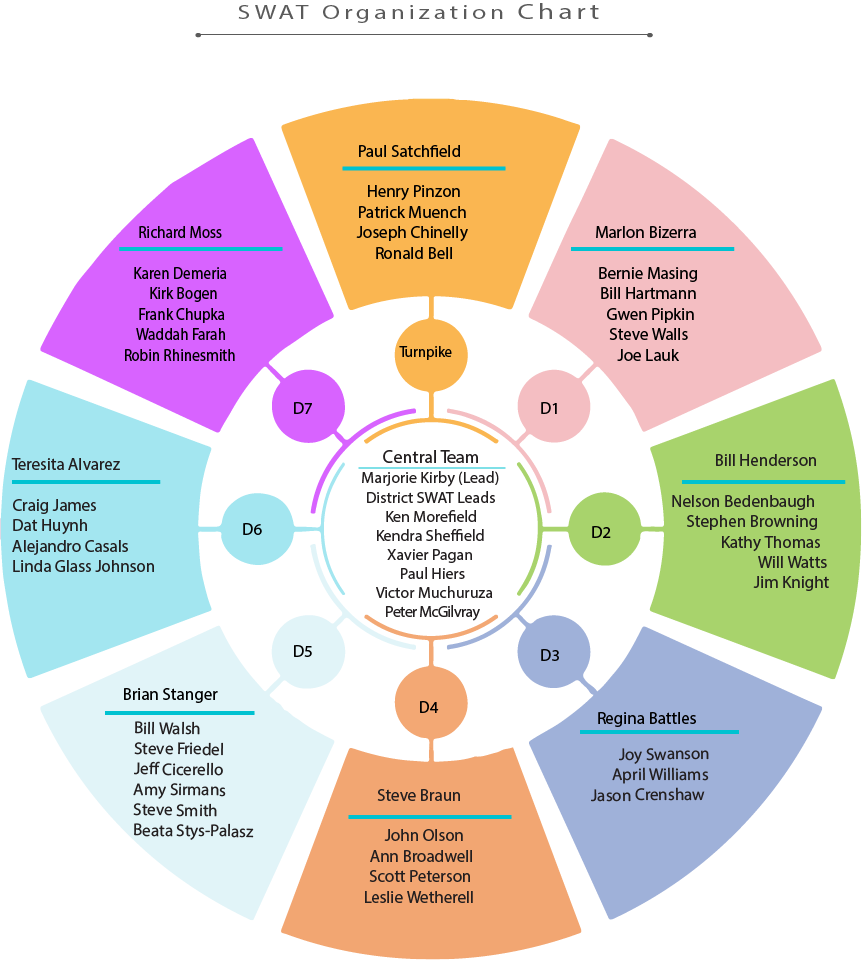 SWAT Organization Chart
Paul Satchfield
Henry Pinzon
Patrick Muench
Joseph Chinelly
Ronald Bell
Turnpike
Marlon Bizerra
Bernie Masing
Bill Hartmann
Gwen Pipkin
Steve Walls
Joe Lauk
D1
Bill Henderson
Nelson Bedenbaugh
Stephen Browning
Kathy Thomas
Will Watts
Jim Knight
D2
Regina Battles
Joy Swanson
April Williams
Jason Crenshaw
D3
Steve Braun
John Olson
Ann Broadwell
Scott Peterson
Leslie Wetherell
D4
Brian Stanger
Bill Walsh
Steve Friedel
Jeff Cicerello
Amy Sirmans
Steve Smith
Beata Stys-Palasz
D5
Teresita Alvarez
Craig James
Dat Huynh
Alejandro Casals
Linda Glass Johnson
D6
Richard Moss
Karen Demeria
Kirk Bogen
Frank Chupka
Waddah Farah
Robin Rhinesmith
D7
Central Team
Marjorie Kirby (Lead)
District SWAT Leads
Ken Morefield
Kendra Sheffield
Xavier Pagan
Paul Hiers
Victor Muchuruza
Peter McGilvray